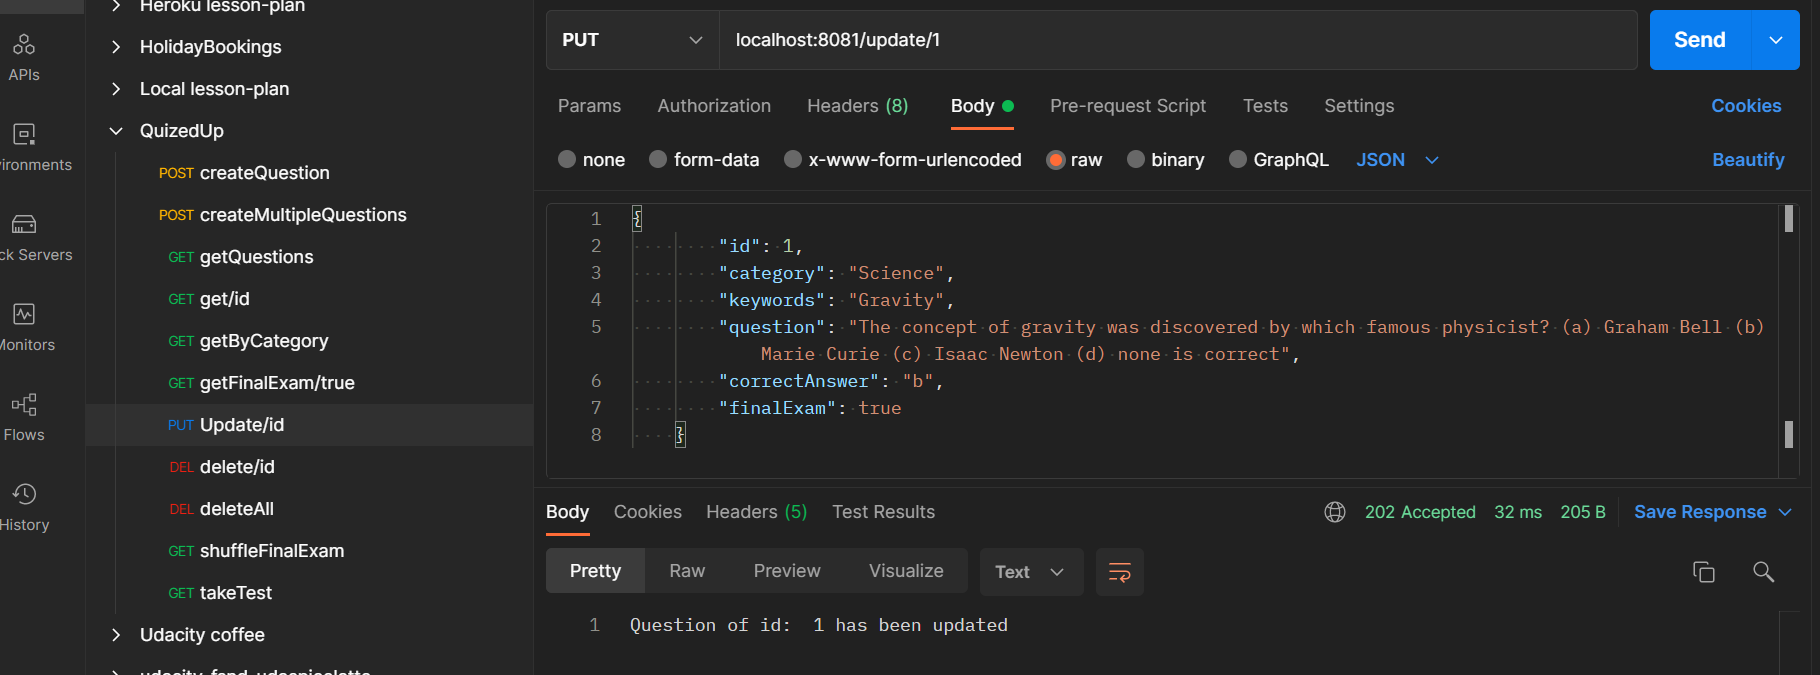 Heroku lesson-plan
HolidayBookings
APIs
Local lesson-plan
QuizedUp
ironments
POST createQuestion
POST createMultipleQuestions
ck Servers
GET getQuestions
GET get/id
Monitors
GET getByCategory
GET getFinalExam/true
Flows
PUT Update/id
DEL delete/id
DEL deleteAll
History
GET shuffleFinalExam
GET takeTest
Udacity coffee
PUT localhost:8081/update/1 Send
Params Authorization Headers (8) Body Pre-request Script Tests Settings Cookies
none form-data x-www-form-urlencoded raw binary GraphQL JSON Beautify
1 {
2 "id": 1,
3 "category": "Science",
4 "keywords": "Gravity",
5 "question": "The concept of gravity was discovered by which famous physicist? (a) Graham Bell (b)
Marie Curie (c) Isaac Newton (d) none is correct",
6 "correctAnswer": "b",
7 "finalExam": true
8 }
Body Cookies Headers (5) Test Results 202 Accepted 32 ms 205 B Save Response
Pretty Raw Preview Visualize Text
1 Question of id:  1 has been updated